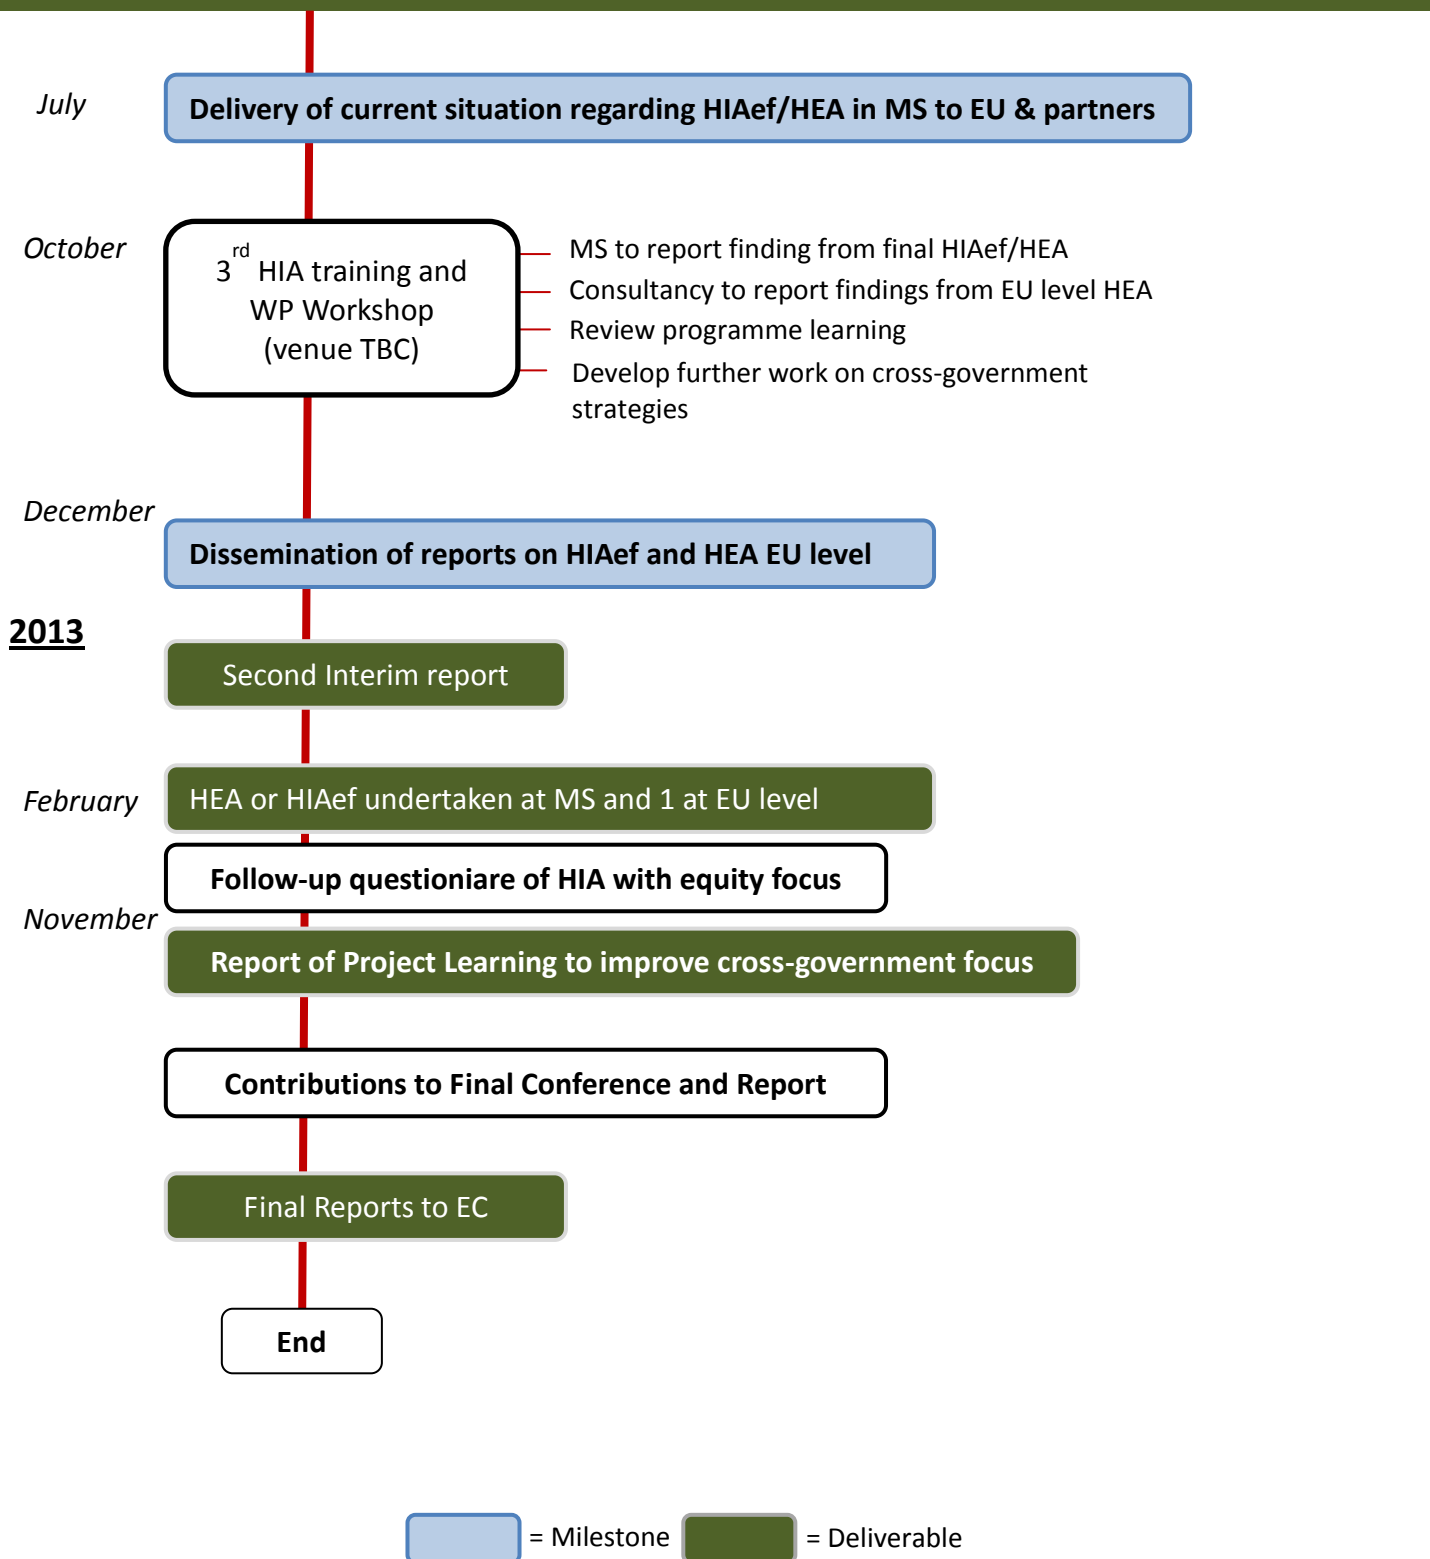 July
Delivery of current situation regarding HIAef/HEA in MS to EU & partners
October
3rd HIA training and
WP Workshop
(venue TBC)
MS to report finding from final HIAef/HEA
Consultancy to report findings from EU level HEA
Review programme learning
Develop further work on cross-government
strategies
December
Dissemination of reports on HIAef and HEA EU level
2013
Second Interim report
February
HEA or HIAef undertaken at MS and 1 at EU level
Follow-up questioniare of HIA with equity focus
November
Report of Project Learning to improve cross-government focus
Contributions to Final Conference and Report
Final Reports to EC
End
= Milestone
= Deliverable